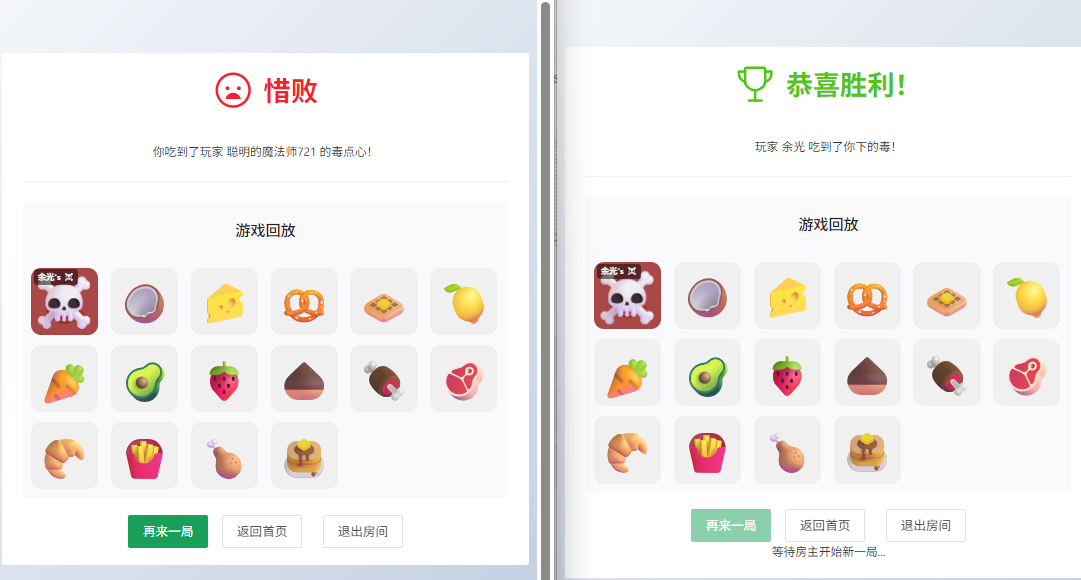 惜败
你吃到了玩家 聪明的魔法师721 的毒点心！
游戏回放
余光's ☠
再来一局
返回首页
退出房间
恭喜胜利！
玩家 余光 吃到了你下的毒！
游戏回放
余光's ☠
再来一局
返回首页
退出房间
等待房主开始新一局...